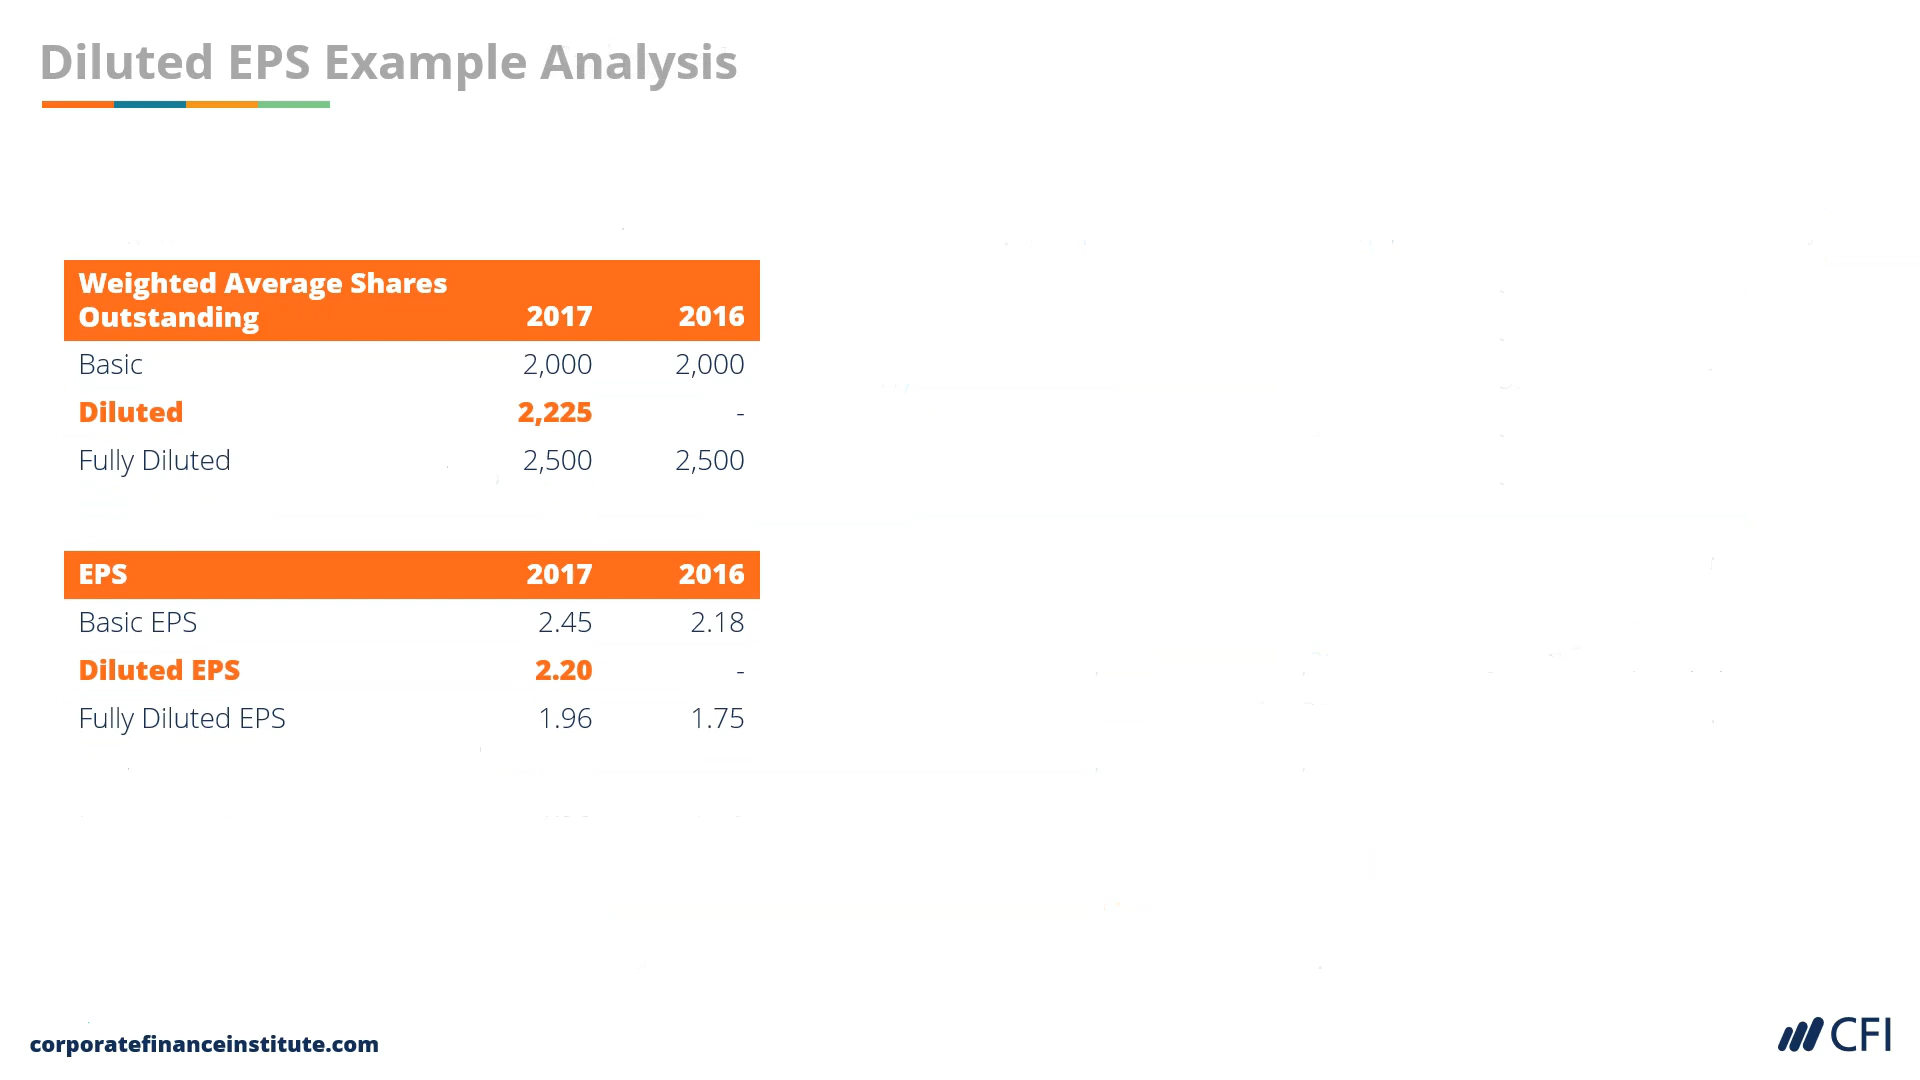 Diluted EPS Example Analysis
Weighted Average Shares
Outstanding 2017 2016
Basic 2,000 2,000
Diluted 2,225 -
Fully Diluted 2,500 2,500
EPS 2017 2016
Basic EPS 2.45 2.18
Diluted EPS 2.20 -
Fully Diluted EPS 1.96 1.75
corporatefinanceinstitute.com
CFI